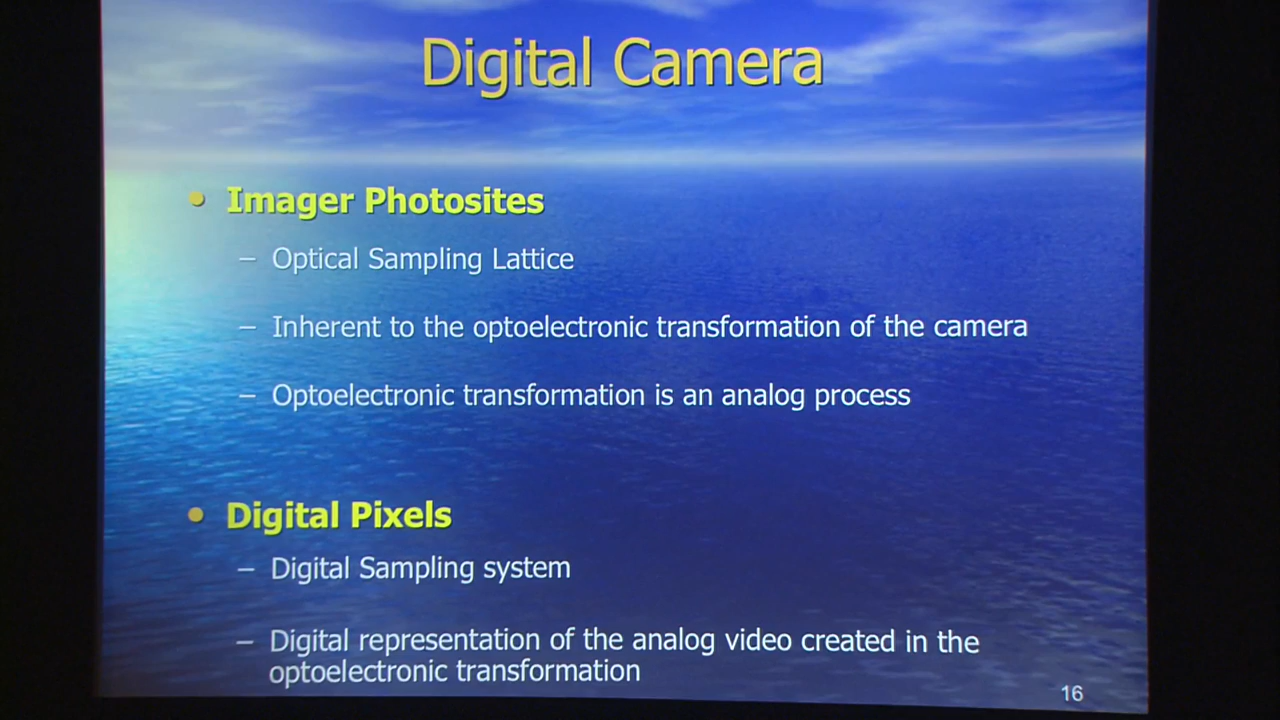 Digital Camera
• Imager Photosites
– Optical Sampling Lattice
– Inherent to the optoelectronic transformation of the camera
– Optoelectronic transformation is an analog process
• Digital Pixels
– Digital Sampling system
– Digital representation of the analog video created in the
optoelectronic transformation
16